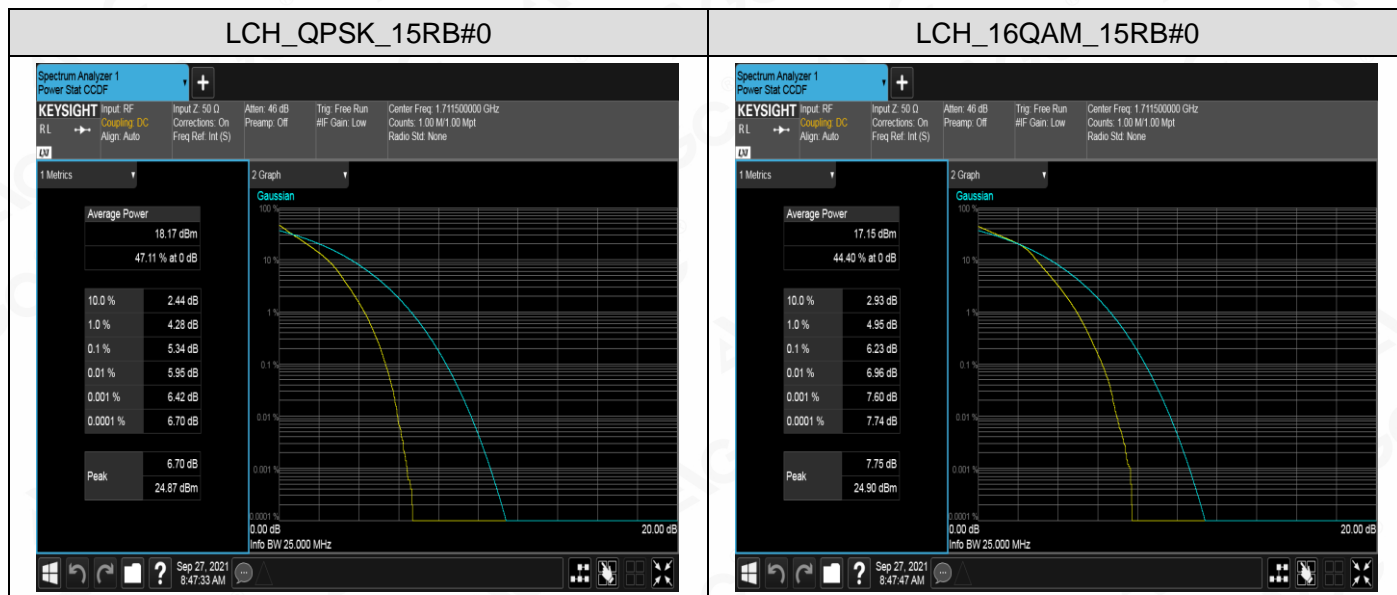 LCH_QPSK_15RB#0
Spectrum Analyzer 1
Power Stat CCDF
+
KEYSIGHT
RL
Input: RF
Coupling: DC
Align: Auto
Input Z: 50 Ω
Corrections: On
Freq Ref: Int (S)
Atten: 46 dB
Preamp: Off
Trig: Free Run
#IF Gain: Low
Center Freq: 1.711500000 GHz
Counts: 1.00 M/1.00 Mpt
Radio Std: None
1 Metrics
Average Power
18.17 dBm
47.11 % at 0 dB
10.0 % 2.44 dB
1.0 % 4.28 dB
0.1 % 5.34 dB
0.01 % 5.95 dB
0.001 % 6.42 dB
0.0001 % 6.70 dB
Peak
6.70 dB
24.87 dBm
2 Graph
Gaussian
100 %
10 %
1 %
0.1 %
0.01 %
0.001 %
0.0001 %
0.00 dB 20.00 dB
Info BW 25.000 MHz
?
Sep 27, 2021
8:47:33 AM
LCH_16QAM_15RB#0
Spectrum Analyzer 1
Power Stat CCDF
+
KEYSIGHT
RL
Input: RF
Coupling: DC
Align: Auto
Input Z: 50 Ω
Corrections: On
Freq Ref: Int (S)
Atten: 46 dB
Preamp: Off
Trig: Free Run
#IF Gain: Low
Center Freq: 1.711500000 GHz
Counts: 1.00 M/1.00 Mpt
Radio Std: None
1 Metrics
Average Power
17.15 dBm
44.40 % at 0 dB
10.0 % 2.93 dB
1.0 % 4.95 dB
0.1 % 6.23 dB
0.01 % 6.96 dB
0.001 % 7.60 dB
0.0001 % 7.74 dB
Peak
7.75 dB
24.90 dBm
2 Graph
Gaussian
100 %
10 %
1 %
0.1 %
0.01 %
0.001 %
0.0001 %
0.00 dB 20.00 dB
Info BW 25.000 MHz
?
Sep 27, 2021
8:47:47 AM